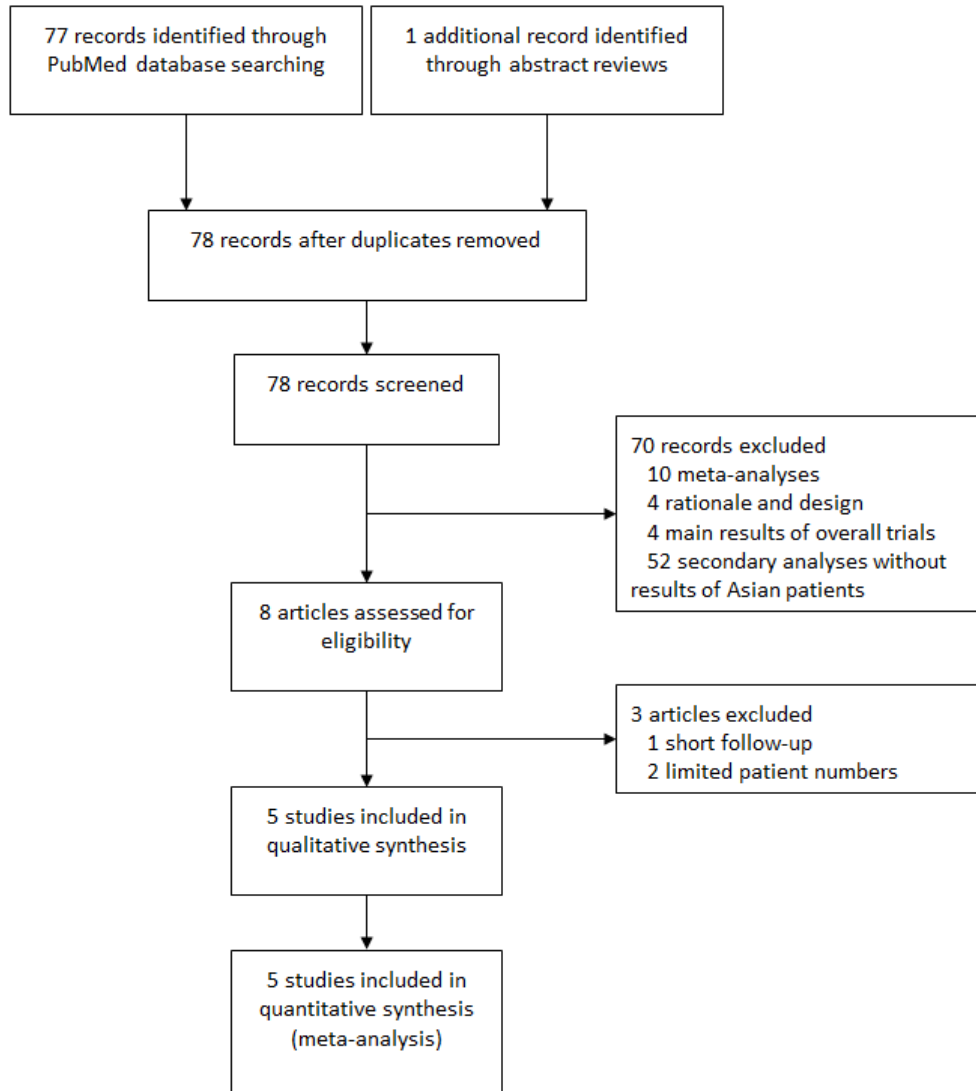 77 records identified through
PubMed database searching
1 additional record identified
through abstract reviews
78 records after duplicates removed
78 records screened
70 records excluded
10 meta-analyses
4 rationale and design
4 main results of overall trials
52 secondary analyses without
results of Asian patients
8 articles assessed for
eligibility
3 articles excluded
1 short follow-up
2 limited patient numbers
5 studies included in
qualitative synthesis
5 studies included in
quantitative synthesis
(meta-analysis)